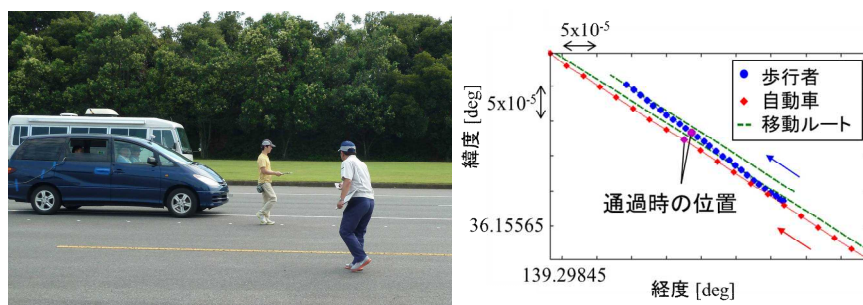 5x10-5
5x10-5
緯度 [deg]
歩行者
自動車
移動ルート
通過時の位置
36.15565
139.29845
経度 [deg]